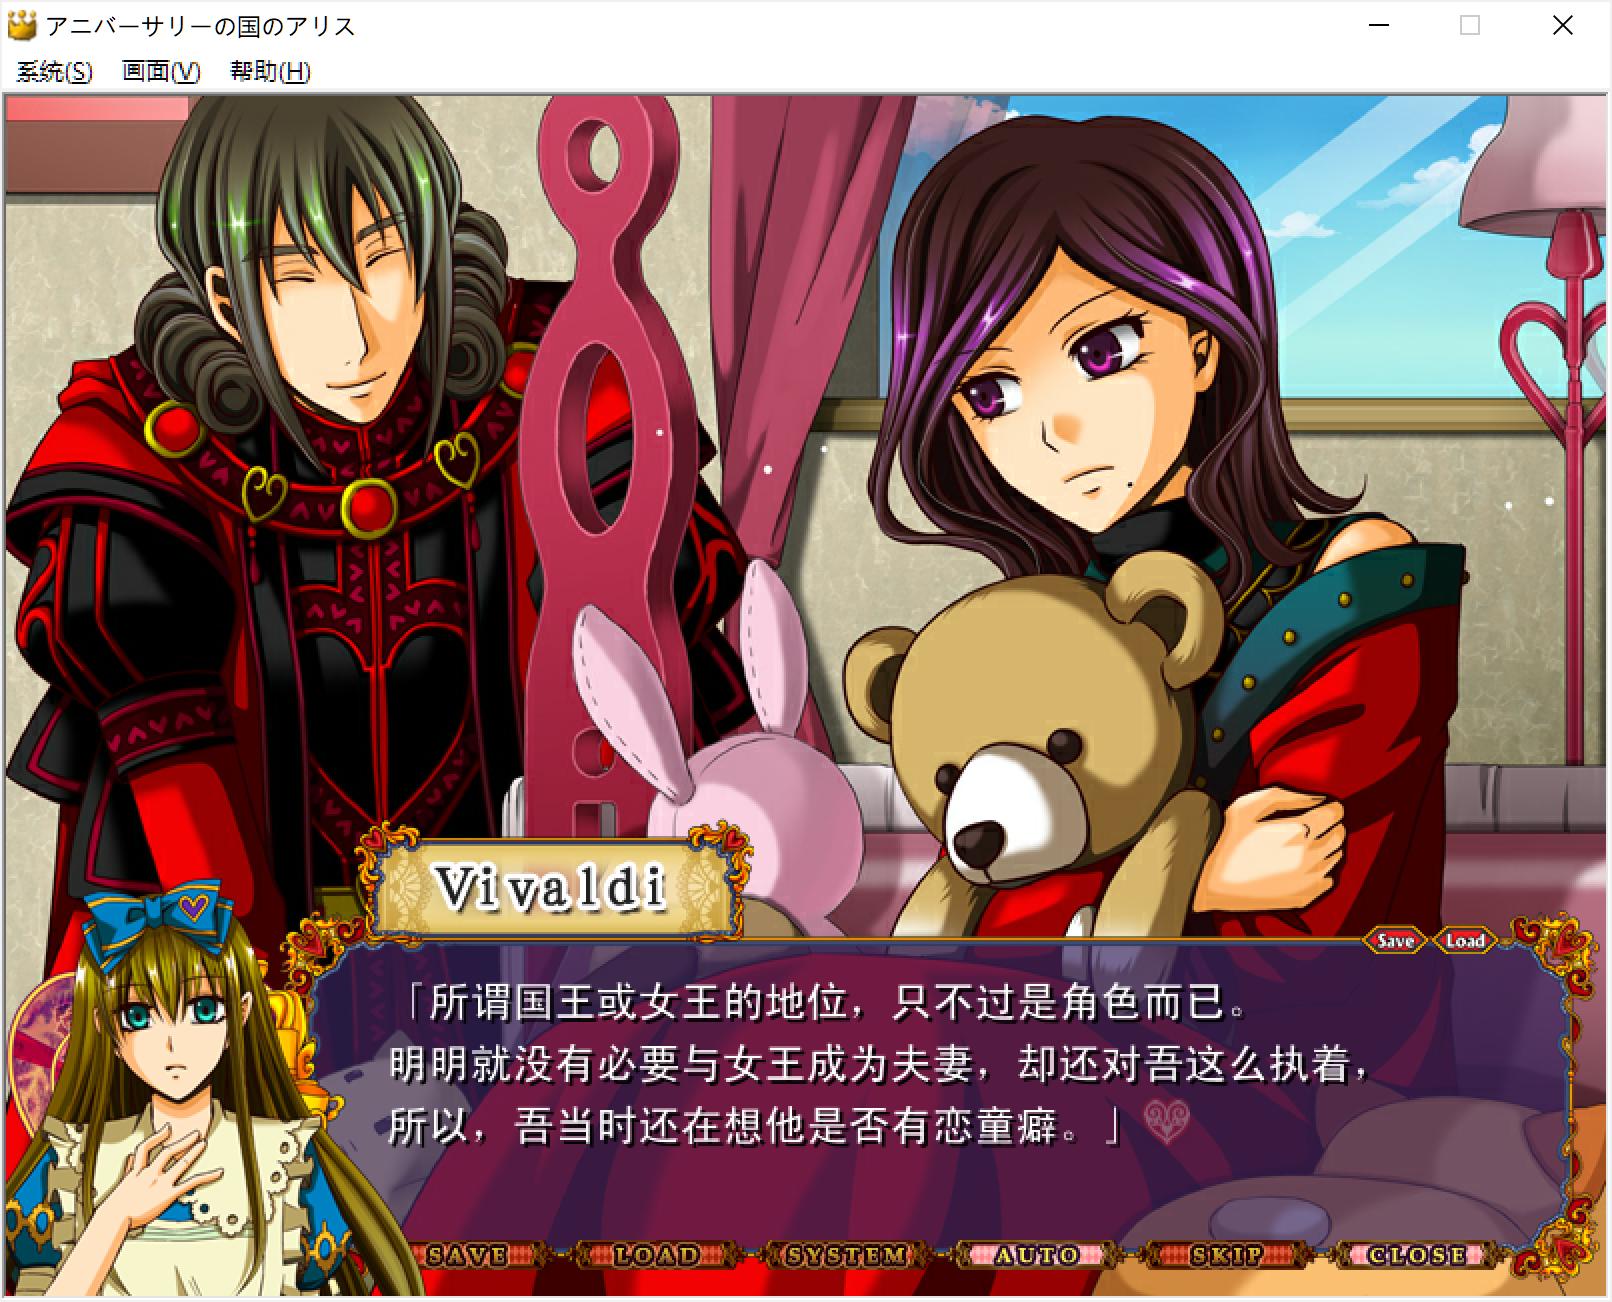 アニバーサリーの国のアリス
系统(S) 画面(V) 帮助(H)
Vivaldi
Save Load
「所谓国王或女王的地位，只不过是角色而已。
明明就没有必要与女王成为夫妻，却还对吾这么执着，
所以，吾当时还在想他是否有恋童癖。」
SAVE LOAD SYSTEM AUTO SKIP CLOSE